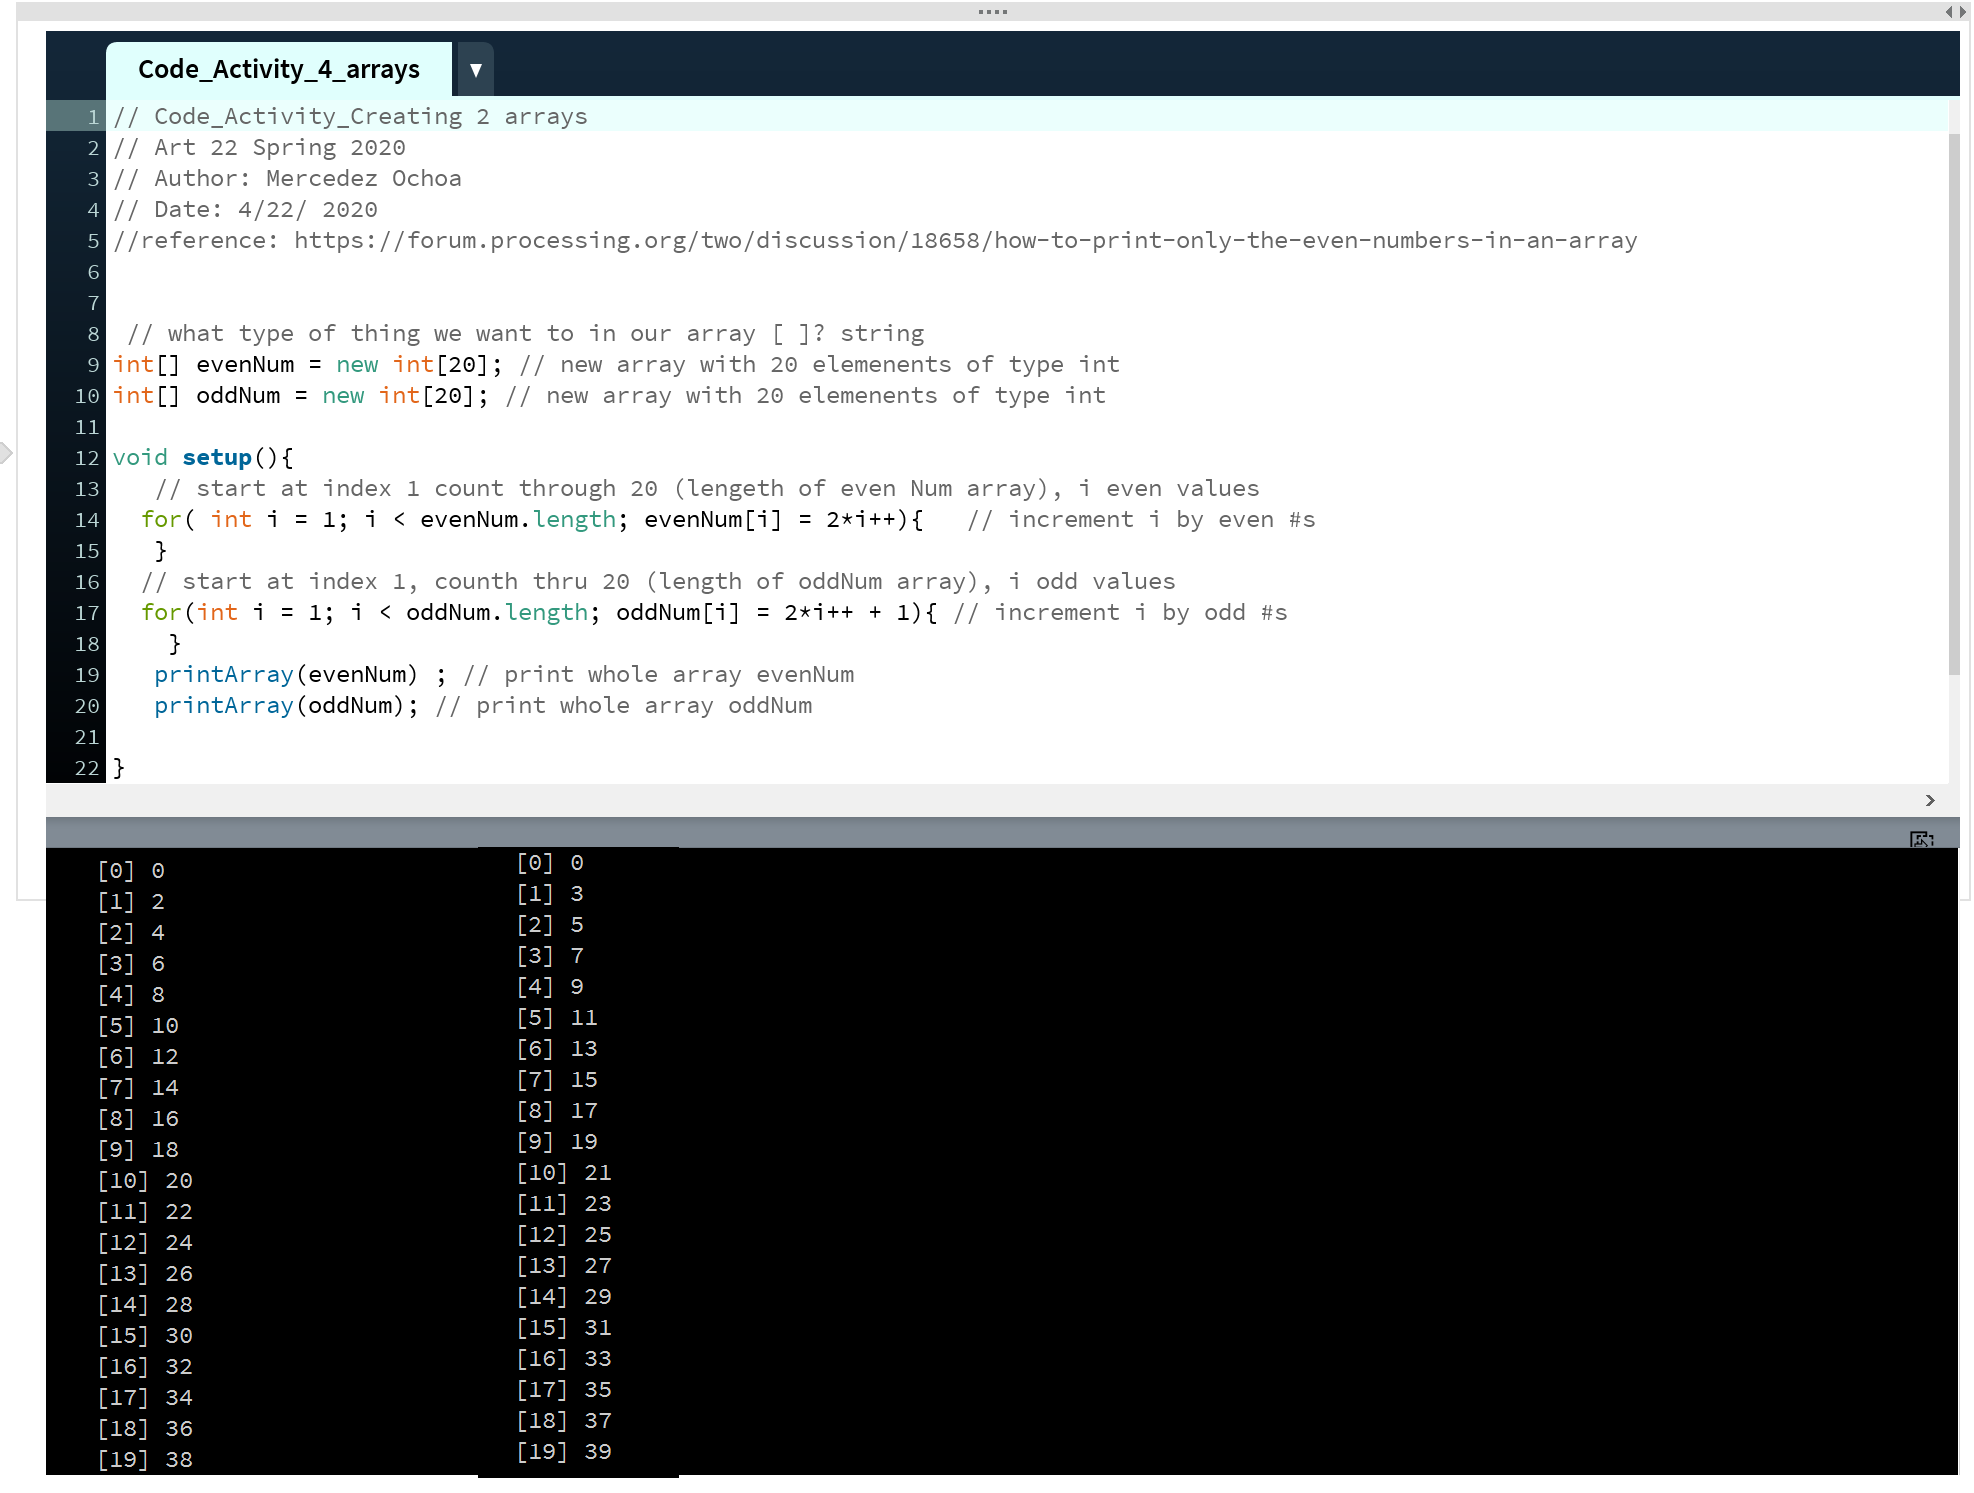 Code_Activity_4_arrays ▼
1 // Code_Activity_Creating 2 arrays
2 // Art 22 Spring 2020
3 // Author: Mercedez Ochoa
4 // Date: 4/22/ 2020
5 //reference: https://forum.processing.org/two/discussion/18658/how-to-print-only-the-even-numbers-in-an-array
6
7
8 // what type of thing we want to in our array [ ]? string
9 int[] evenNum = new int[20]; // new array with 20 elemenents of type int
10 int[] oddNum = new int[20]; // new array with 20 elemenents of type int
11
12 void setup(){
13 // start at index 1 count through 20 (lengeth of even Num array), i even values
14 for( int i = 1; i < evenNum.length; evenNum[i] = 2*i++){ // increment i by even #s
15 }
16 // start at index 1, counth thru 20 (length of oddNum array), i odd values
17 for(int i = 1; i < oddNum.length; oddNum[i] = 2*i++ + 1){ // increment i by odd #s
18 }
19 printArray(evenNum) ; // print whole array evenNum
20 printArray(oddNum); // print whole array oddNum
21
22 }
[0] 0
[1] 2
[2] 4
[3] 6
[4] 8
[5] 10
[6] 12
[7] 14
[8] 16
[9] 18
[10] 20
[11] 22
[12] 24
[13] 26
[14] 28
[15] 30
[16] 32
[17] 34
[18] 36
[19] 38
[0] 0
[1] 3
[2] 5
[3] 7
[4] 9
[5] 11
[6] 13
[7] 15
[8] 17
[9] 19
[10] 21
[11] 23
[12] 25
[13] 27
[14] 29
[15] 31
[16] 33
[17] 35
[18] 37
[19] 39